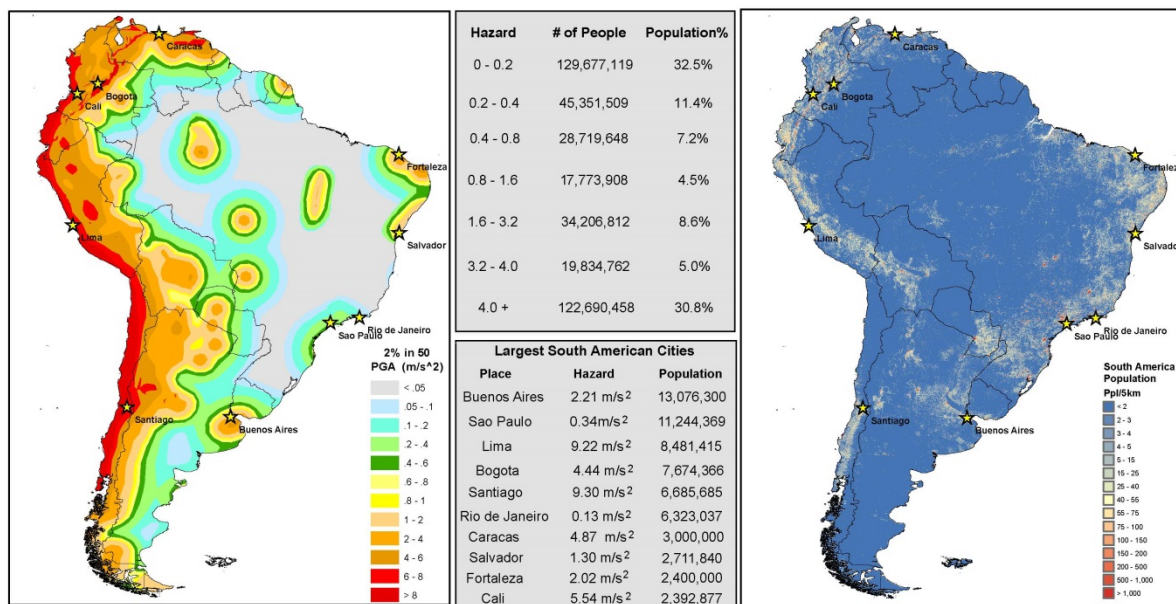 Caracas
Bogota
Cali
Fortaleza
Lima
Salvador
Rio de Janeiro
Sao Paulo
Santiago
Buenos Aires
2% in 50
PGA (m/s^2)
< .05
.05 - .1
.1 - .2
.2 - .4
.4 - .6
.6 - .8
.8 - 1
1 - 2
2 - 4
4 - 6
6 - 8
> 8
Hazard # of People Population%
0 - 0.2 129,677,119 32.5%
0.2 - 0.4 45,351,509 11.4%
0.4 - 0.8 28,719,648 7.2%
0.8 - 1.6 17,773,908 4.5%
1.6 - 3.2 34,206,812 8.6%
3.2 - 4.0 19,834,762 5.0%
4.0 + 122,690,458 30.8%
Largest South American Cities
Place Hazard Population
Buenos Aires 2.21 m/s² 13,076,300
Sao Paulo 0.34m/s² 11,244,369
Lima 9.22 m/s² 8,481,415
Bogota 4.44 m/s² 7,674,366
Santiago 9.30 m/s² 6,685,685
Rio de Janeiro 0.13 m/s² 6,323,037
Caracas 4.87 m/s² 3,000,000
Salvador 1.30 m/s² 2,711,840
Fortaleza 2.02 m/s² 2,400,000
Cali 5.54 m/s² 2,392,877
Caracas
Bogota
Cali
Fortalez
Lima
Salvador
Rio de Janeiro
Sao Paulo
Santiago
Buenos Aires
South America
Population
Ppl/5km
< 2
2 - 3
3 - 4
4 - 5
5 - 15
15 - 25
25 - 40
40 - 55
55 - 75
75 - 100
100 - 150
150 - 200
200 - 500
500 - 1,000
> 1,000